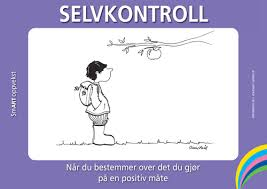 SELVKONTROLL
SmART oppvekst
Når du bestemmer over det du gjør
på en positiv måte